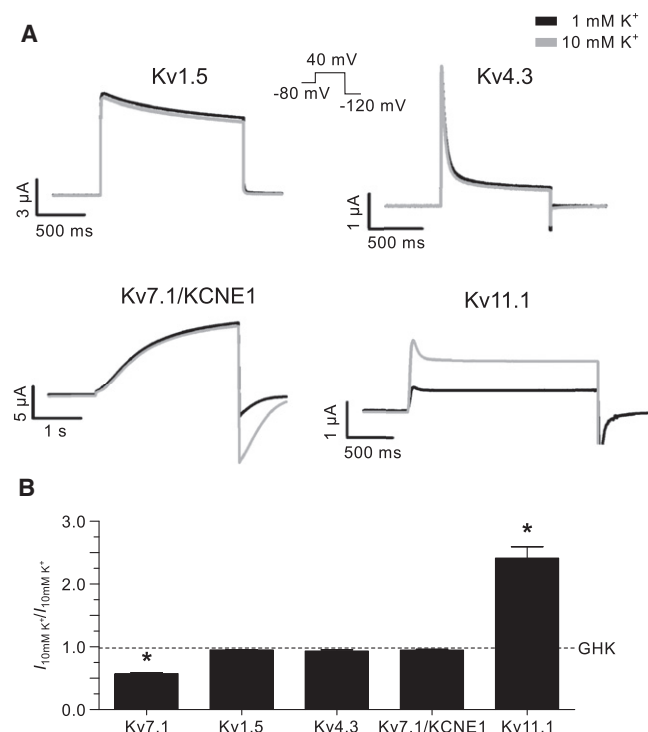 A
1 mM K⁺
10 mM K⁺
Kv1.5
40 mV
-80 mV
-120 mV
Kv4.3
3 µA
500 ms
1 µA
500 ms
Kv7.1/KCNE1
Kv11.1
5 µA
1 s
1 µA
500 ms
B
I10mM K⁺/I10mM K⁺
3.0
2.0
1.0
0.0
*
*
GHK
Kv7.1 Kv1.5 Kv4.3 Kv7.1/KCNE1 Kv11.1